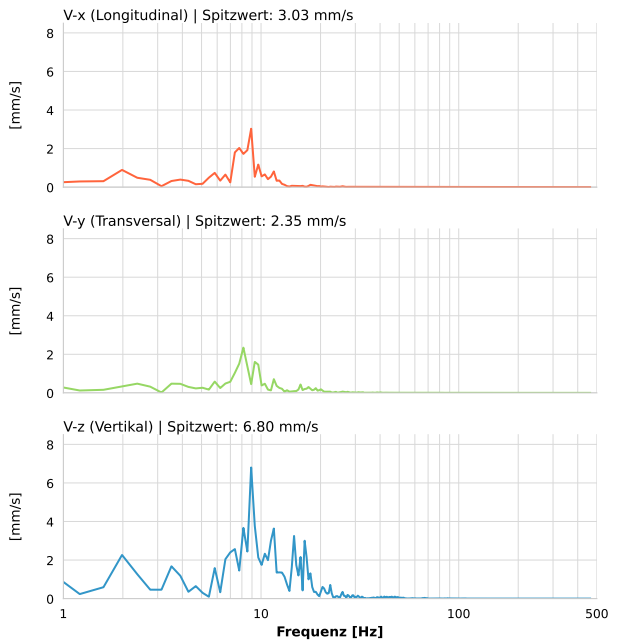 V-x (Longitudinal) | Spitzwert: 3.03 mm/s
8
6
4
2
0
[mm/s]
V-y (Transversal) | Spitzwert: 2.35 mm/s
8
6
4
2
0
[mm/s]
V-z (Vertikal) | Spitzwert: 6.80 mm/s
8
6
4
2
0
[mm/s]
1 10 100 500
Frequenz [Hz]